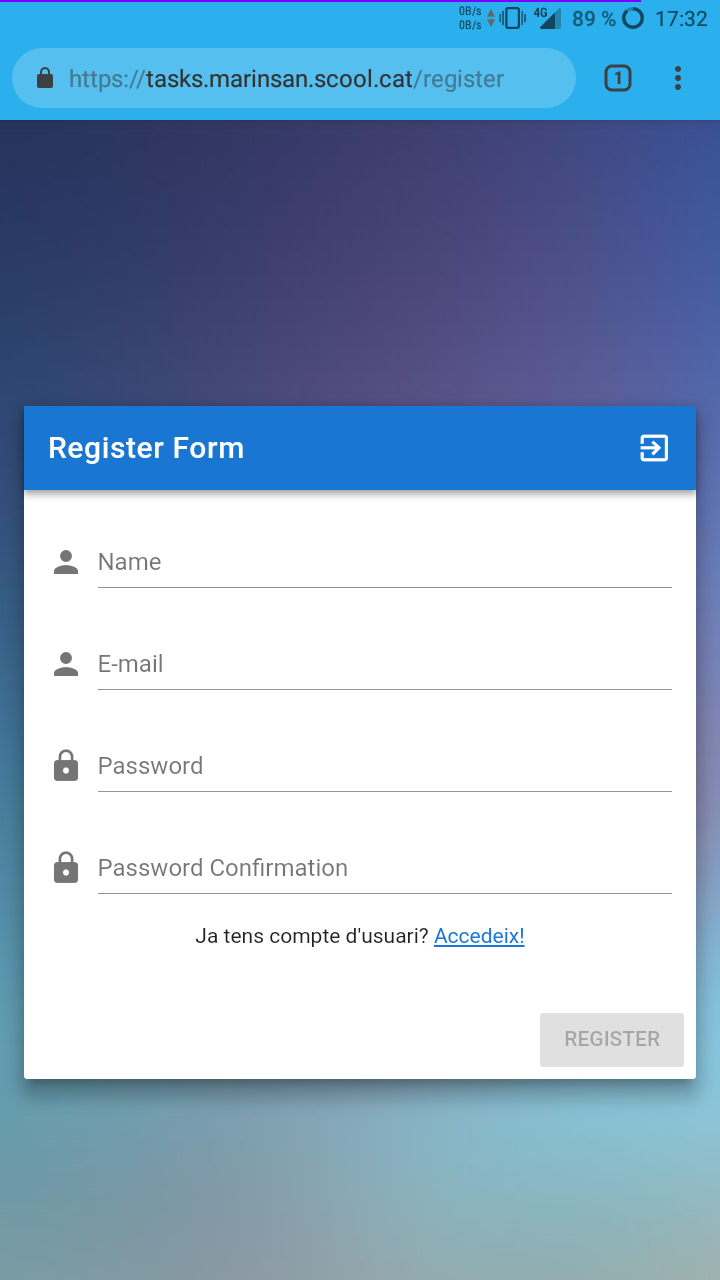 0B/s
0B/s
4G
89 %
17:32
https://tasks.marinsan.scool.cat/register
1
Register Form
Name
E-mail
Password
Password Confirmation
Ja tens compte d'usuari? Accedeix!
REGISTER